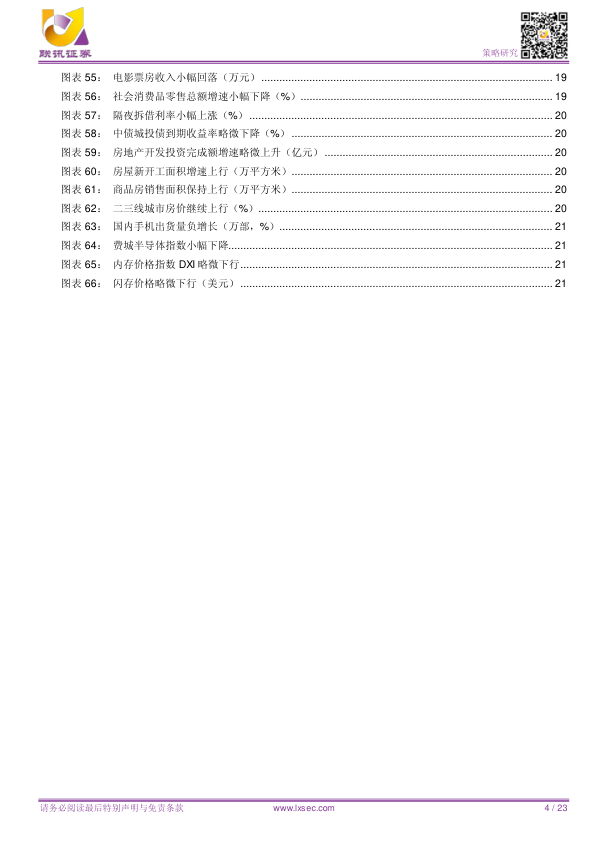 联讯证券
策略研究
图表 55： 电影票房收入小幅回落（万元）.......... 19
图表 56： 社会消费品零售总额增速小幅下降（%）.......... 19
图表 57： 隔夜拆借利率小幅上涨（%）.......... 20
图表 58： 中债城投债到期收益率略微下降（%）.......... 20
图表 59： 房地产开发投资完成额增速略微上升（亿元）.......... 20
图表 60： 房屋新开工面积增速上行（万平方米）.......... 20
图表 61： 商品房销售面积保持上行（万平方米）.......... 20
图表 62： 二三线城市房价继续上行（%）.......... 20
图表 63： 国内手机出货量负增长（万部，%）.......... 21
图表 64： 费城半导体指数小幅下降.......... 21
图表 65： 内存价格指数 DXI 略微下行.......... 21
图表 66： 闪存价格略微下行（美元）.......... 21
请务必阅读最后特别声明与免责条款 www.lxsec.com 4 / 23